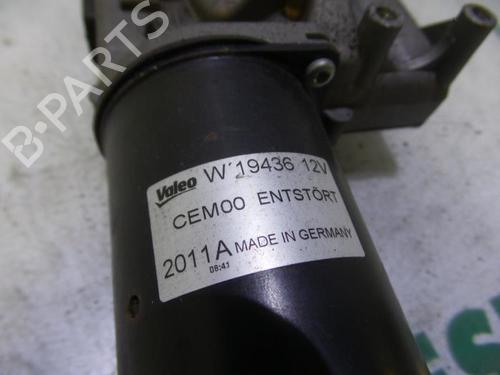 B-PARTS
Valeo W'19436 12V
CEM00 ENTSTÖRT
2011A MADE IN GERMANY
08:41